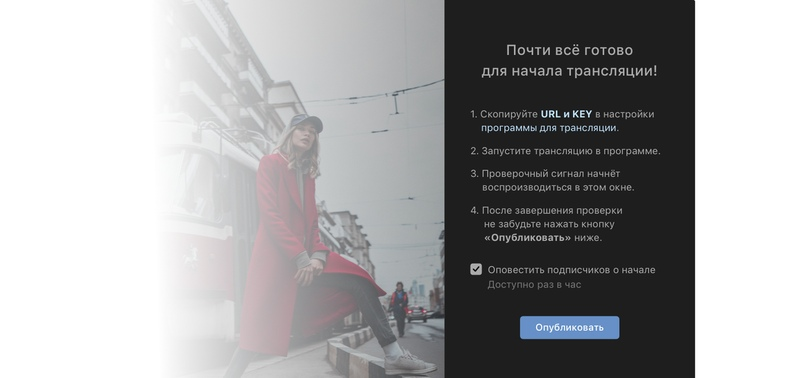 Почти всё готово
для начала трансляции!
1. Скопируйте URL и KEY в настройки
программы для трансляции.
2. Запустите трансляцию в программе.
3. Проверочный сигнал начнёт
воспроизводиться в этом окне.
4. После завершения проверки
не забудьте нажать кнопку
«Опубликовать» ниже.
Оповестить подписчиков о начале
Доступно раз в час
Опубликовать